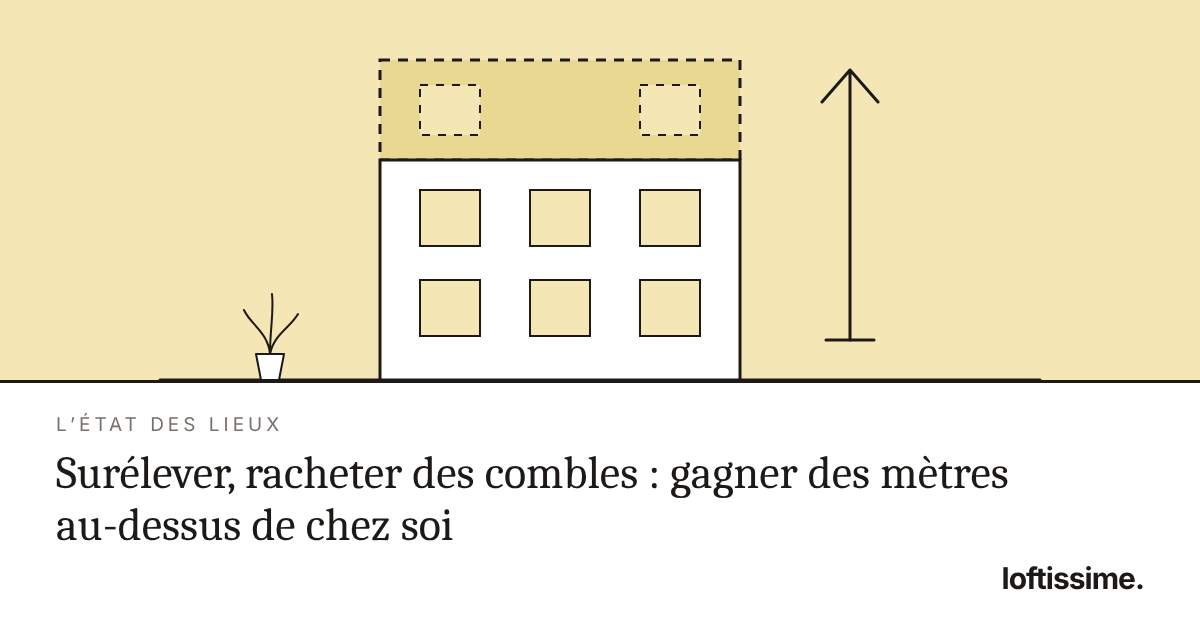 L’ÉTAT DES LIEUX
Surélever, racheter des combles : gagner des mètres
au-dessus de chez soi
loftissime.